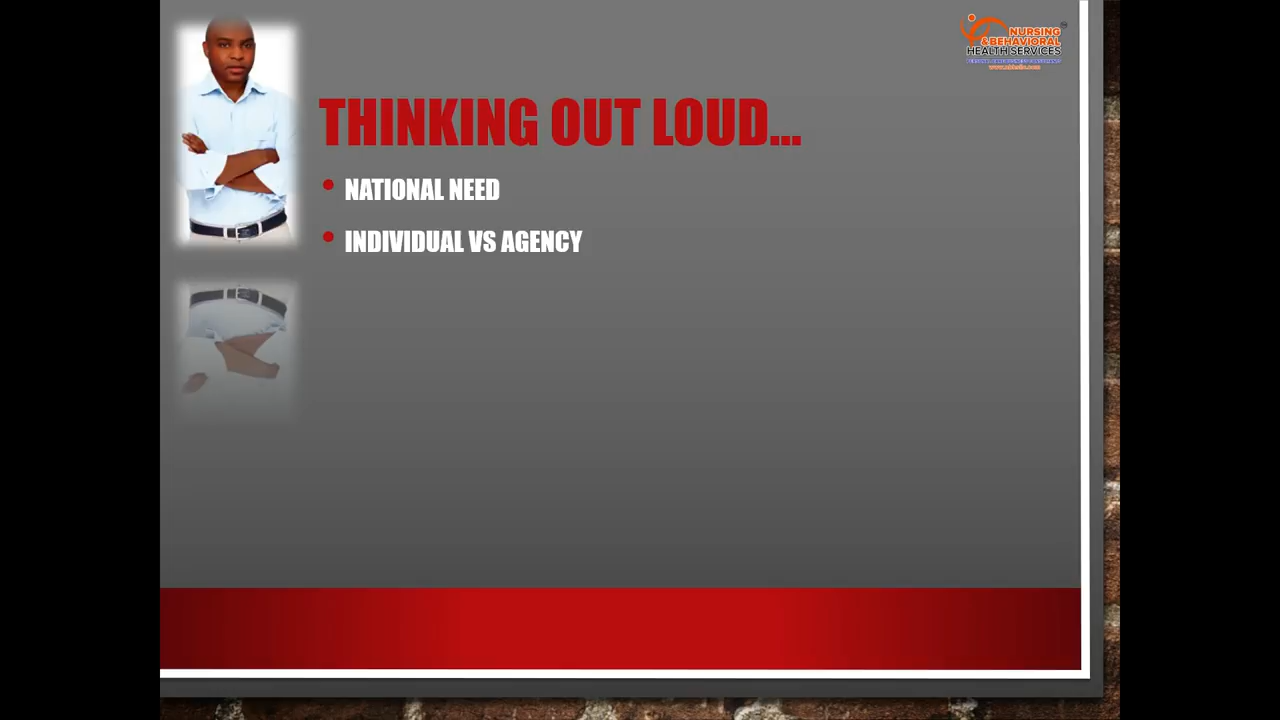 NURSING
& BEHAVIORAL
HEALTH SERVICES
THINKING OUT LOUD...
• NATIONAL NEED
• INDIVIDUAL VS AGENCY